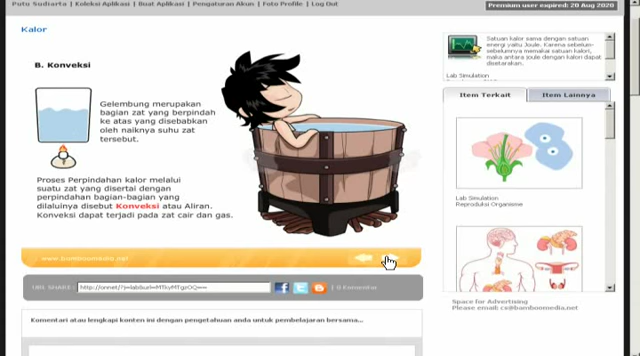 Putu Sudiarta | Koleksi Aplikasi | Buat Aplikasi | Pengaturan Akun | Foto Profile | Log Out
Premium user expired: 20 Aug 2020
Kalor
B. Konveksi
Gelembung merupakan
bagian zat yang berpindah
ke atas yang disebabkan
oleh naiknya suhu zat
tersebut.
Proses Perpindahan kalor melalui
suatu zat yang disertai dengan
perpindahan bagian-bagian yang
dilaluinya disebut Konveksi atau Aliran.
Konveksi dapat terjadi pada zat cair dan gas.
www.bamboomedia.net
URL SHARE :
| 0 Komentar
Komentari atau lengkapi konten ini dengan pengetahuan anda untuk pembelajaran bersama...
Satuan kalor sama dengan satuan
energi yaitu Joule. Karena sebelum-
sebelumnya memakai satuan kalori,
maka antara joule dengan kalori dapat
disetarakan.
Lab Simulation
Item Terkait
Item Lainnya
Lab Simulation
Reproduksi Organisme
Space for Advertising
Please email: cs@bamboomedia.net